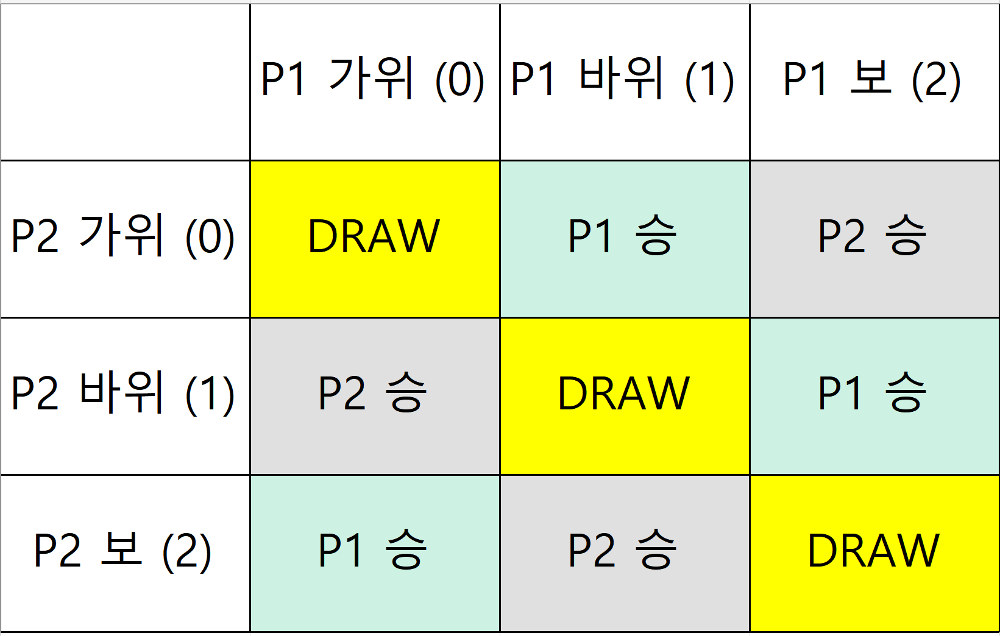 P1 가위 (0) P1 바위 (1) P1 보 (2)
P2 가위 (0) DRAW P1 승 P2 승
P2 바위 (1) P2 승 DRAW P1 승
P2 보 (2) P1 승 P2 승 DRAW